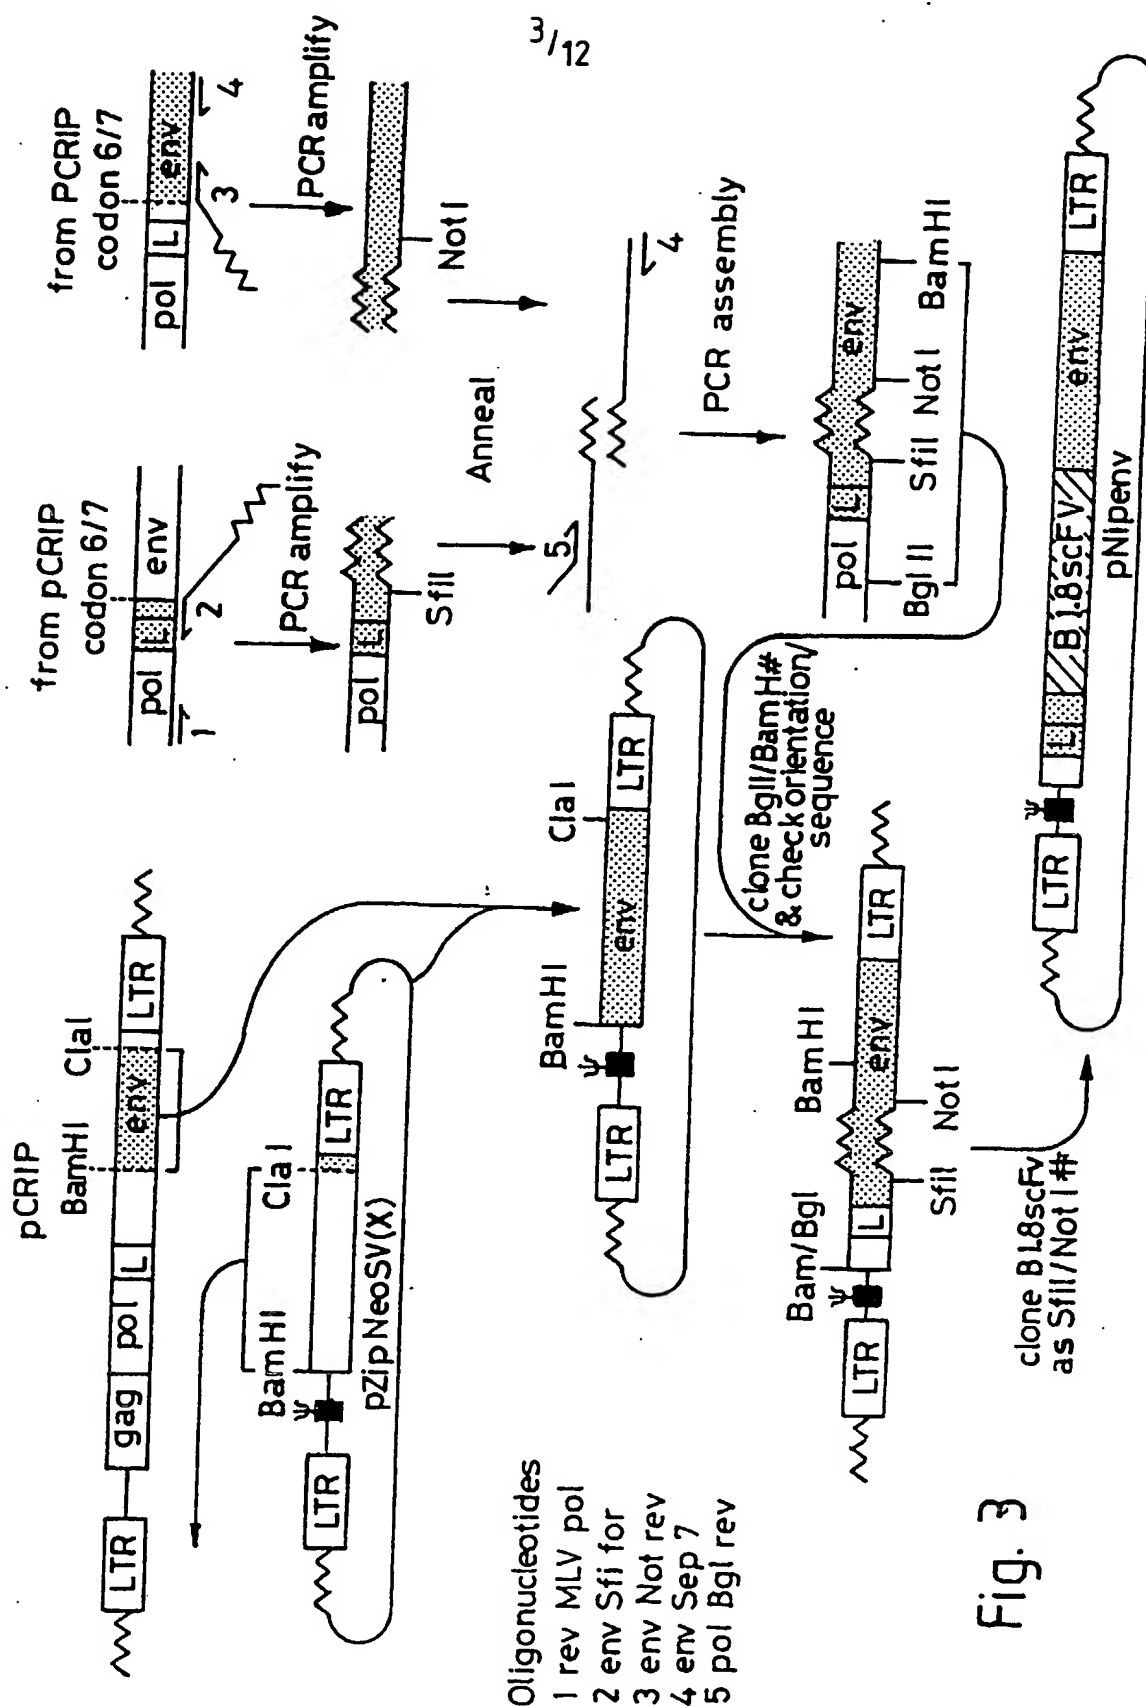 3/12
pCRIP
BamHI
ClaI
LTR
gag
pol
L
env
LTR
BamHI
ClaI
ψ
LTR
LTR
pZipNeoSV(X)
from pCRIP
codon 6/7
pol
L
env
1
2
PCR amplify
pol
L
SfiI
from PCRIP
codon 6/7
pol
L
env
3
4
PCR amplify
NotI
Anneal
5
4
PCR assembly
pol
L
env
Bgl II
SfiI
NotI
BamHI
BamHI
ClaI
ψ
LTR
env
LTR
clone BglI/BamH#
& check orientation/
sequence
Bam/Bgl
BamHI
ψ
LTR
L
env
LTR
SfiI
NotI
clone B1.8scFv
as SfiI/Not I #
ψ
LTR
L
B1.8scFV
env
LTR
pNipenv
Oligonucleotides
1 rev MLV pol
2 env Sfi for
3 env Not rev
4 env Sep 7
5 pol Bgl rev
Fig. 3